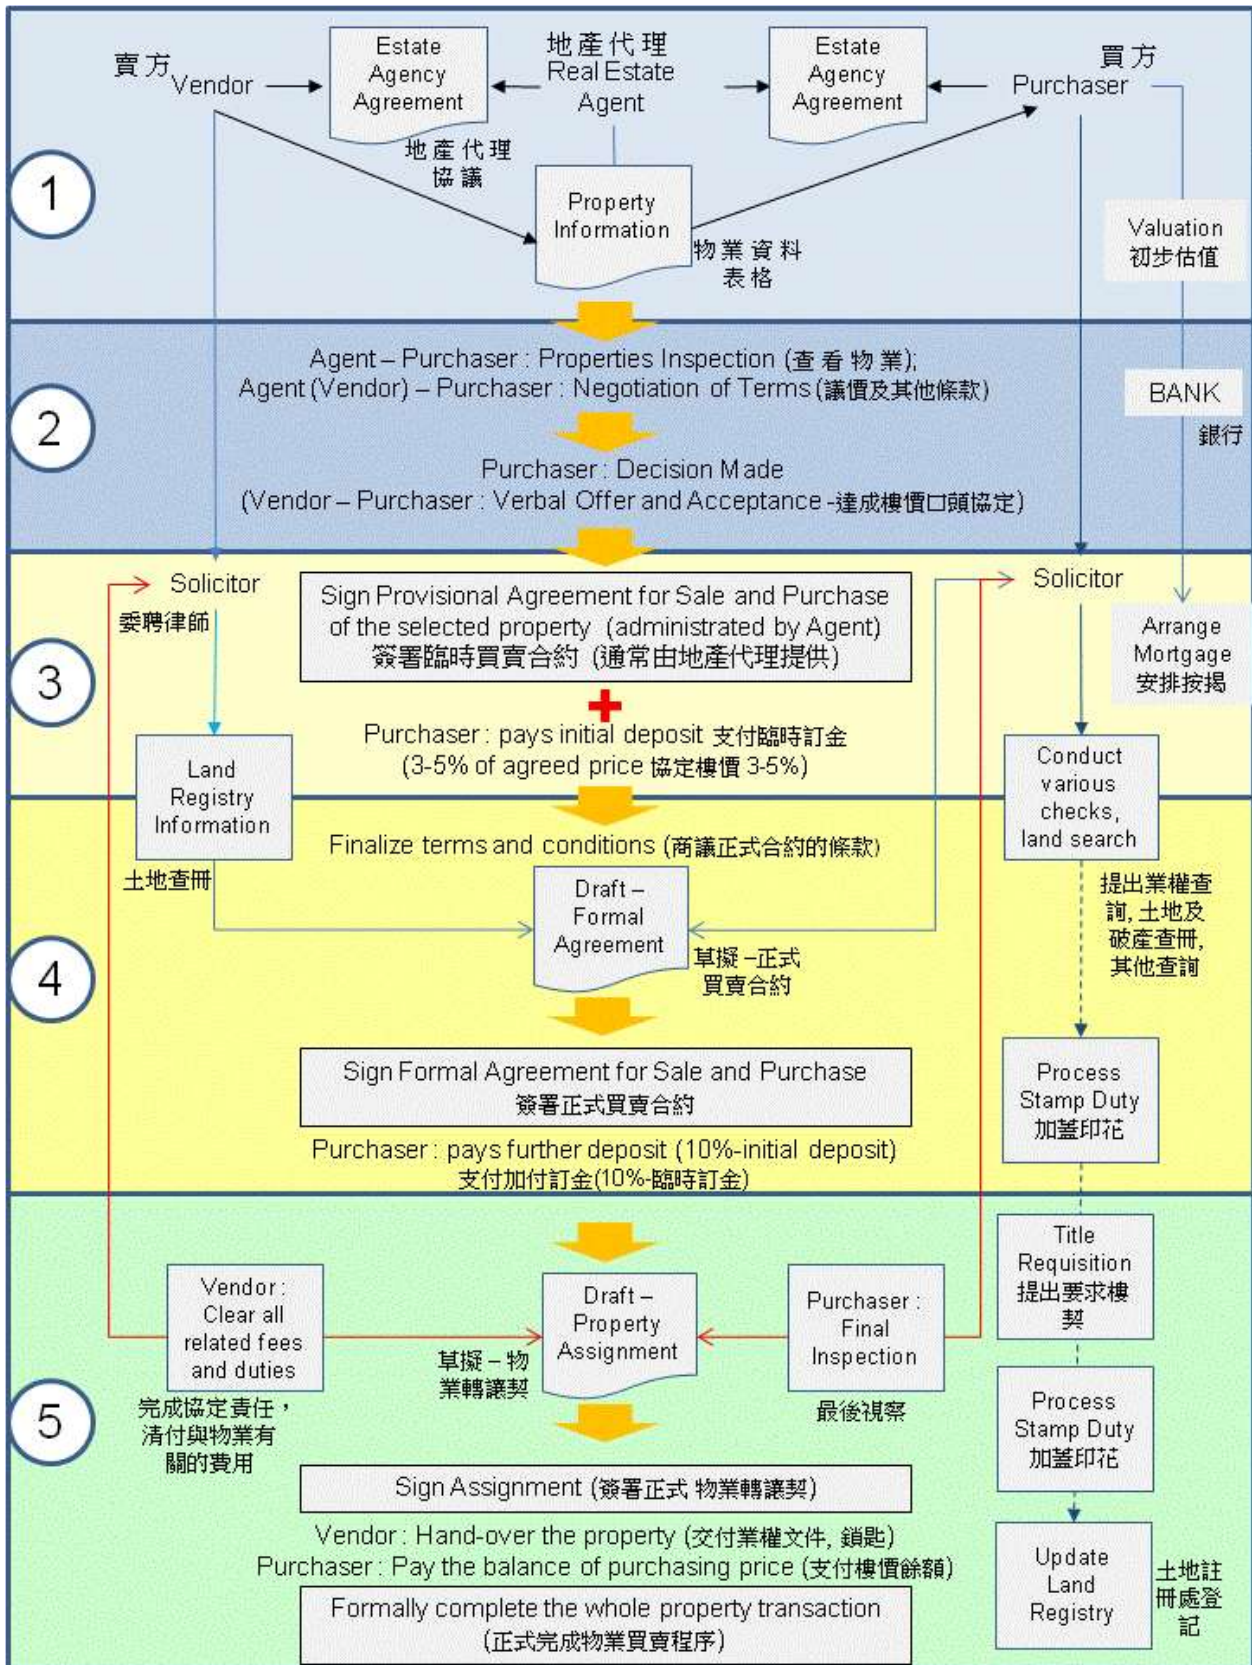 賣方
Vendor
Estate
Agency
Agreement
地產代理
Real Estate
Agent
Estate
Agency
Agreement
買方
Purchaser
地產代理
協議
1
Property
Information
物業資料
表格
Valuation
初步估值
Agent – Purchaser : Properties Inspection (查看物業);
Agent (Vendor) – Purchaser : Negotiation of Terms (議價及其他條款)
2
BANK
銀行
Purchaser : Decision Made
(Vendor – Purchaser : Verbal Offer and Acceptance -達成樓價口頭協定)
Solicitor
委聘律師
Sign Provisional Agreement for Sale and Purchase
of the selected property (administrated by Agent)
簽署臨時買賣合約 (通常由地產代理提供)
Solicitor
Arrange
Mortgage
安排按揭
3
Purchaser : pays initial deposit 支付臨時訂金
(3-5% of agreed price 協定樓價 3-5%)
Land
Registry
Information
土地查冊
Conduct
various
checks,
land search
提出業權查
詢, 土地及
破產查冊,
其他查詢
Finalize terms and conditions (商議正式合約的條款)
Draft –
Formal
Agreement
草擬 –正式
買賣合約
4
Sign Formal Agreement for Sale and Purchase
簽署正式買賣合約
Process
Stamp Duty
加蓋印花
Purchaser : pays further deposit (10%-initial deposit)
支付加付訂金(10%-臨時訂金)
Title
Requisition
提出要求樓
契
Vendor :
Clear all
related fees
and duties
完成協定責任，
清付與物業有
關的費用
Draft –
Property
Assignment
草擬 – 物
業轉讓契
Purchaser :
Final
Inspection
最後視察
5
Process
Stamp Duty
加蓋印花
Sign Assignment (簽署正式 物業轉讓契)
Vendor : Hand-over the property (交付業權文件, 鎖匙)
Purchaser : Pay the balance of purchasing price (支付樓價餘額)
Update
Land
Registry
土地註
冊處登
記
Formally complete the whole property transaction
(正式完成物業買賣程序)